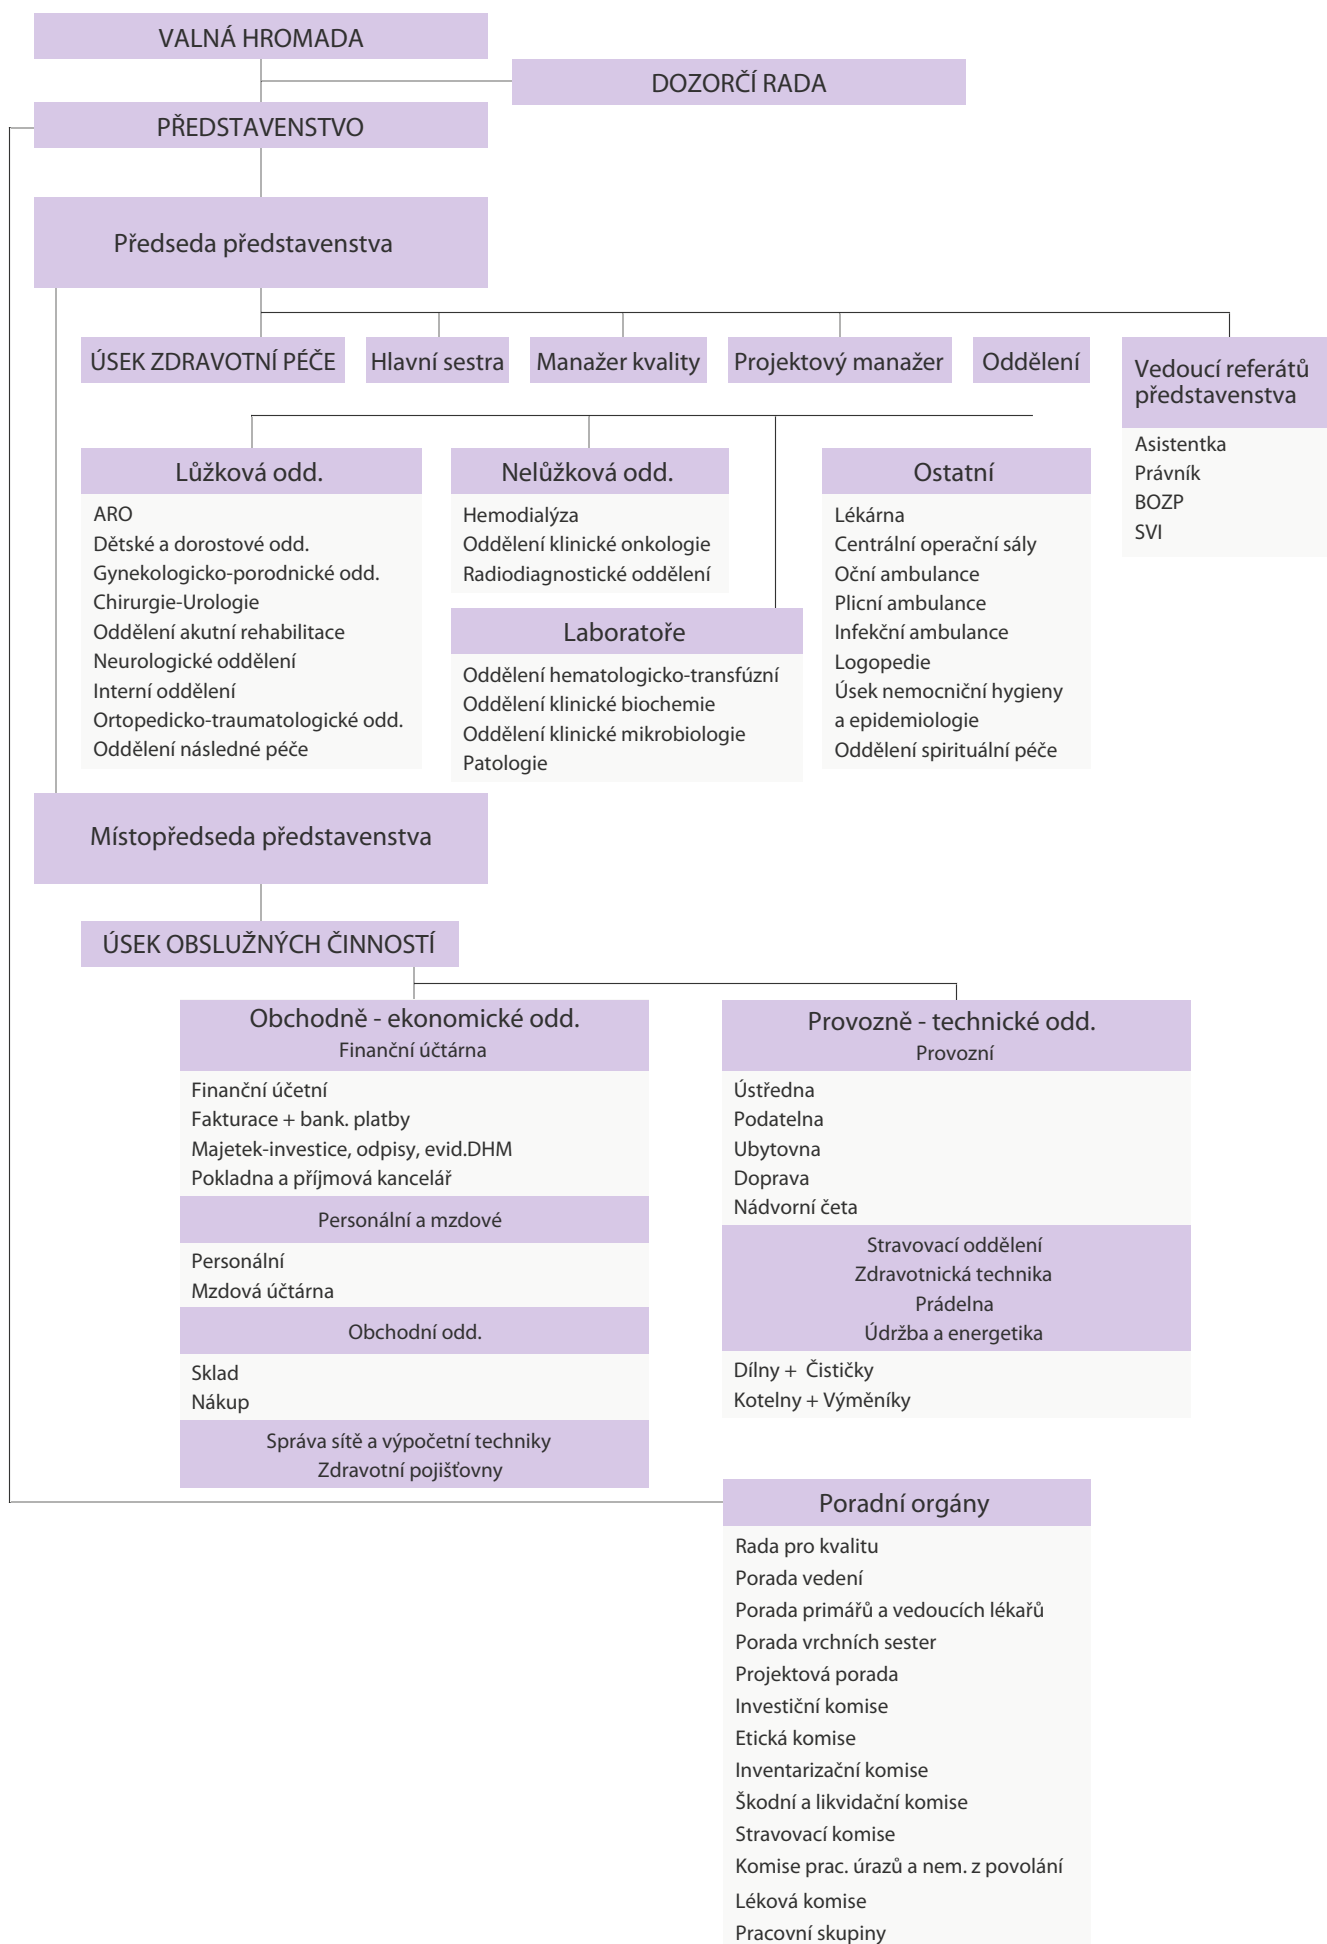 VALNÁ HROMADA
DOZORČÍ RADA
PŘEDSTAVENSTVO
Předseda představenstva
ÚSEK ZDRAVOTNÍ PÉČE
Hlavní sestra
Manažer kvality
Projektový manažer
Oddělení
Vedoucí referátů
představenstva
Asistentka
Právník
BOZP
SVI
Lůžková odd.
ARO
Dětské a dorostové odd.
Gynekologicko-porodnické odd.
Chirurgie-Urologie
Oddělení akutní rehabilitace
Neurologické oddělení
Interní oddělení
Ortopedicko-traumatologické odd.
Oddělení následné péče
Nelůžková odd.
Hemodialýza
Oddělení klinické onkologie
Radiodiagnostické oddělení
Laboratoře
Oddělení hematologicko-transfúzní
Oddělení klinické biochemie
Oddělení klinické mikrobiologie
Patologie
Ostatní
Lékárna
Centrální operační sály
Oční ambulance
Plicní ambulance
Infekční ambulance
Logopedie
Úsek nemocniční hygieny
a epidemiologie
Oddělení spirituální péče
Místopředseda představenstva
ÚSEK OBSLUŽNÝCH ČINNOSTÍ
Obchodně - ekonomické odd.
Finanční účtárna
Finanční účetní
Fakturace + bank. platby
Majetek-investice, odpisy, evid.DHM
Pokladna a příjmová kancelář
Personální a mzdové
Personální
Mzdová účtárna
Obchodní odd.
Sklad
Nákup
Správa sítě a výpočetní techniky
Zdravotní pojišťovny
Provozně - technické odd.
Provozní
Ústředna
Podatelna
Ubytovna
Doprava
Nádvorní četa
Stravovací oddělení
Zdravotnická technika
Prádelna
Údržba a energetika
Dílny + Čističky
Kotelny + Výměníky
Poradní orgány
Rada pro kvalitu
Porada vedení
Porada primářů a vedoucích lékařů
Porada vrchních sester
Projektová porada
Investiční komise
Etická komise
Inventarizační komise
Škodní a likvidační komise
Stravovací komise
Komise prac. úrazů a nem. z povolání
Léková komise
Pracovní skupiny